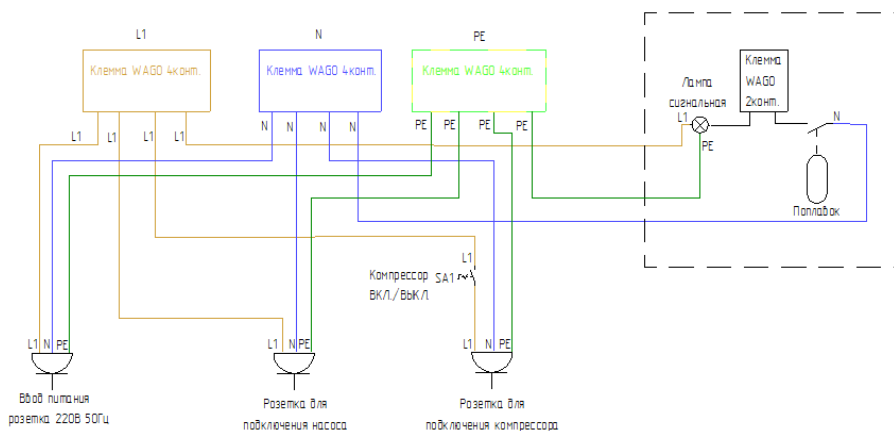 L1
N
PE
Клемма WAGO 4конт.
Клемма WAGO 4конт.
Клемма WAGO 4конт.
Клемма
WAGO
2конт.
Лампа
сигнальная
L1
L1
L1
L1
N
N
N
N
PE
PE
PE
PE
L1
PE
N
Поплавок
L1
Компрессор
ВКЛ./ВЫКЛ.
SA1
L1
N
PE
L1
N
PE
L1
N
PE
Ввод питания
розетка 220В 50Гц
Розетка для
подключения насоса
Розетка для
подключения компрессора